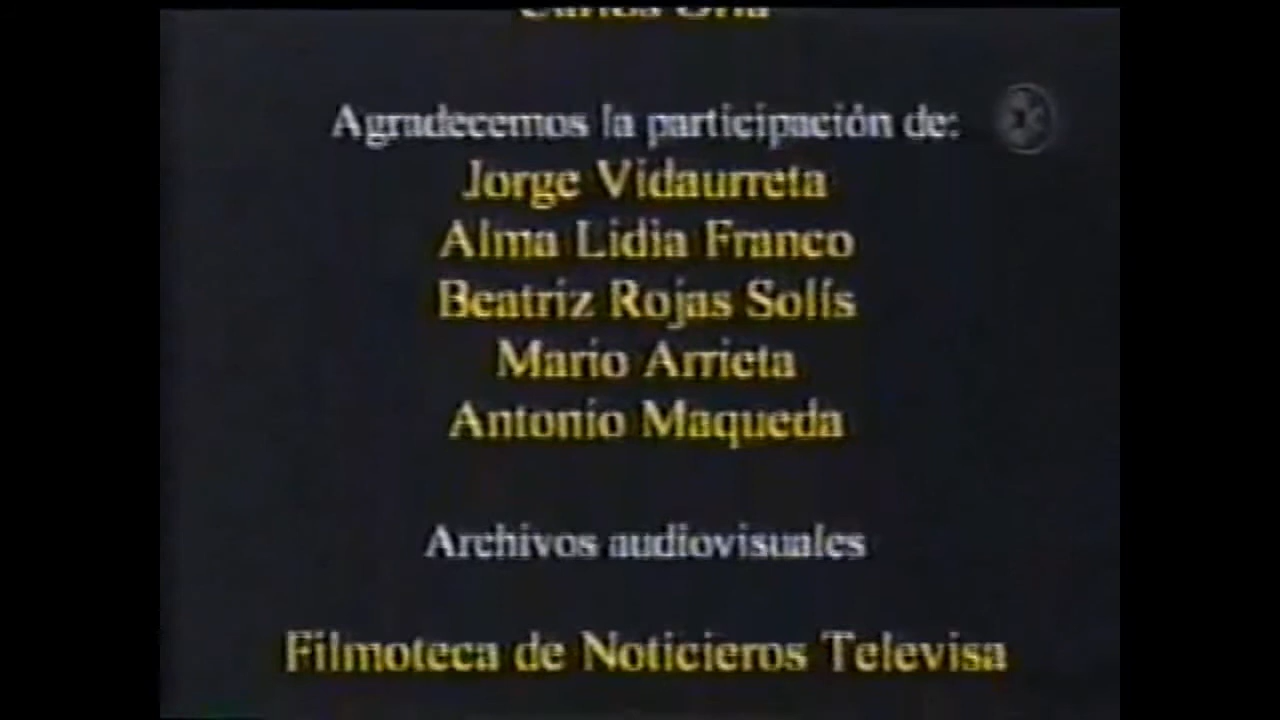 Agradecemos la participación de:
Jorge Vidaurreta
Alma Lidia Franco
Beatriz Rojas Solís
Mario Arrieta
Antonio Maqueda
Archivos audiovisuales
Filmoteca de Noticieros Televisa